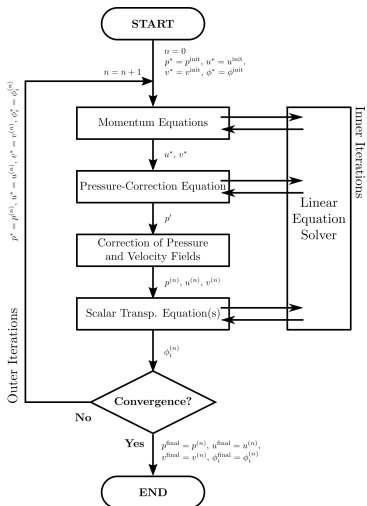 START
n = 0
p* = p^init, u* = u^init,
v* = v^init, ϕ* = ϕ^init
n = n + 1
Momentum Equations
u*, v*
Pressure-Correction Equation
p′
Correction of Pressure
and Velocity Fields
p^(n), u^(n), v^(n)
Scalar Transp. Equation(s)
ϕ_i^(n)
Convergence?
No
Yes
p^final = p^(n), u^final = u^(n),
v^final = v^(n), ϕ_i^final = ϕ_i^(n)
END
Linear
Equation
Solver
Inner Iterations
Outer Iterations
p* = p^(n), u* = u^(n), v* = v^(n), ϕ_i* = ϕ_i^(n)